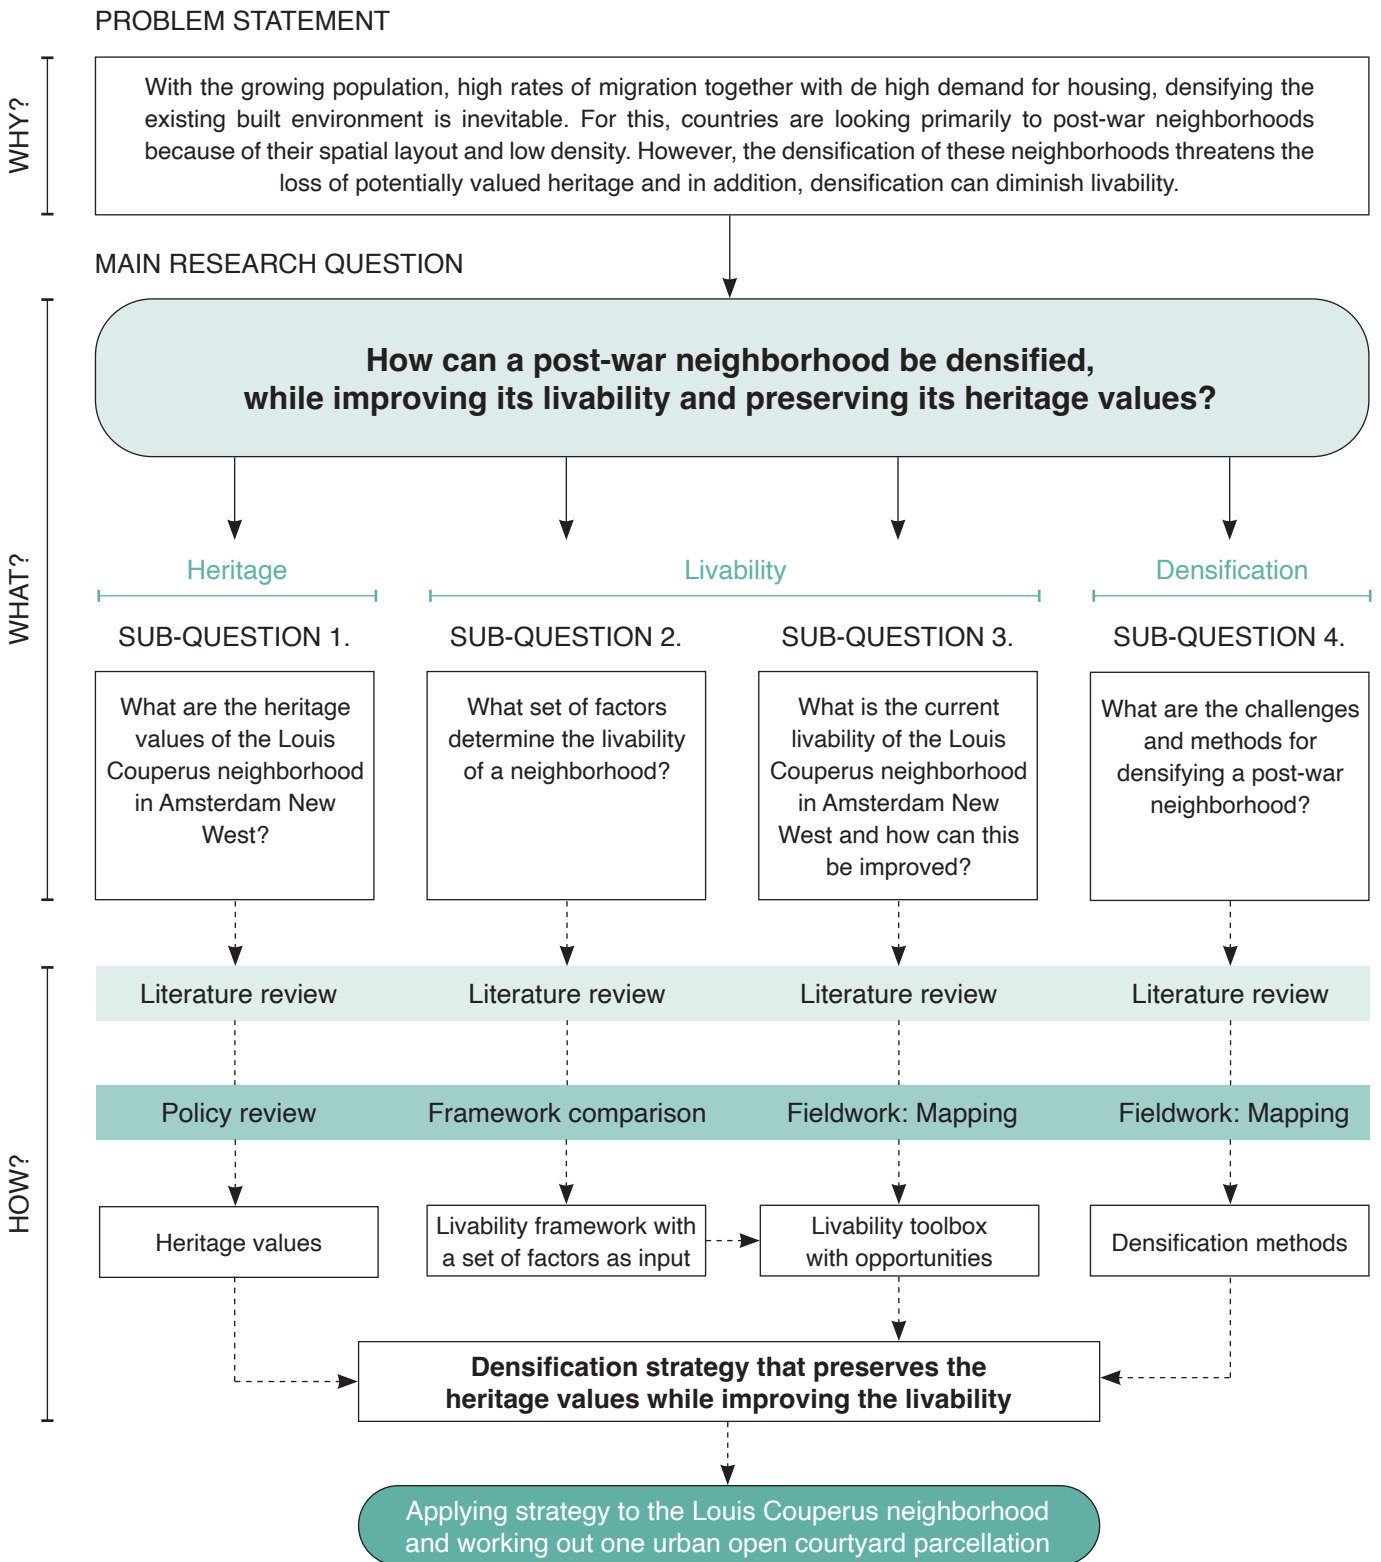 PROBLEM STATEMENT
WHY?
With the growing population, high rates of migration together with de high demand for housing, densifying the
existing built environment is inevitable. For this, countries are looking primarily to post-war neighborhoods
because of their spatial layout and low density. However, the densification of these neighborhoods threatens the
loss of potentially valued heritage and in addition, densification can diminish livability.
MAIN RESEARCH QUESTION
WHAT?
How can a post-war neighborhood be densified,
while improving its livability and preserving its heritage values?
Heritage
Livability
Densification
SUB-QUESTION 1.
What are the heritage
values of the Louis
Couperus neighborhood
in Amsterdam New
West?
SUB-QUESTION 2.
What set of factors
determine the livability
of a neighborhood?
SUB-QUESTION 3.
What is the current
livability of the Louis
Couperus neighborhood
in Amsterdam New
West and how can this
be improved?
SUB-QUESTION 4.
What are the challenges
and methods for
densifying a post-war
neighborhood?
HOW?
Literature review
Literature review
Literature review
Literature review
Policy review
Framework comparison
Fieldwork: Mapping
Fieldwork: Mapping
Heritage values
Livability framework with
a set of factors as input
Livability toolbox
with opportunities
Densification methods
Densification strategy that preserves the
heritage values while improving the livability
Applying strategy to the Louis Couperus neighborhood
and working out one urban open courtyard parcellation